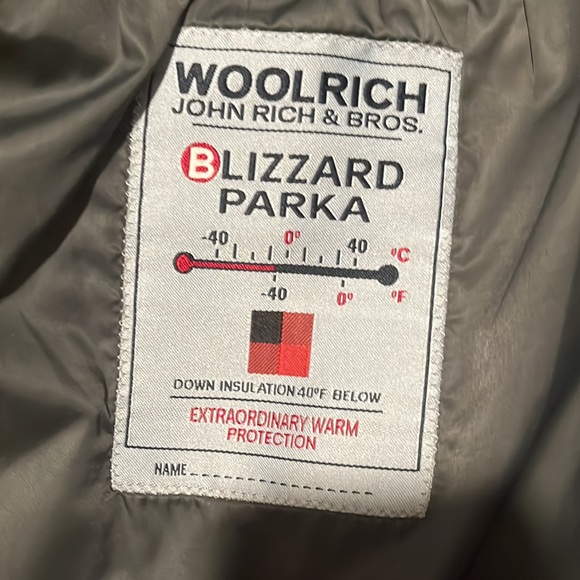 WOOLRICH
JOHN RICH & BROS.
BLIZZARD
PARKA
-40 0° 40 °C
-40 0° °F
DOWN INSULATION 40°F BELOW
EXTRAORDINARY WARM
PROTECTION
NAME